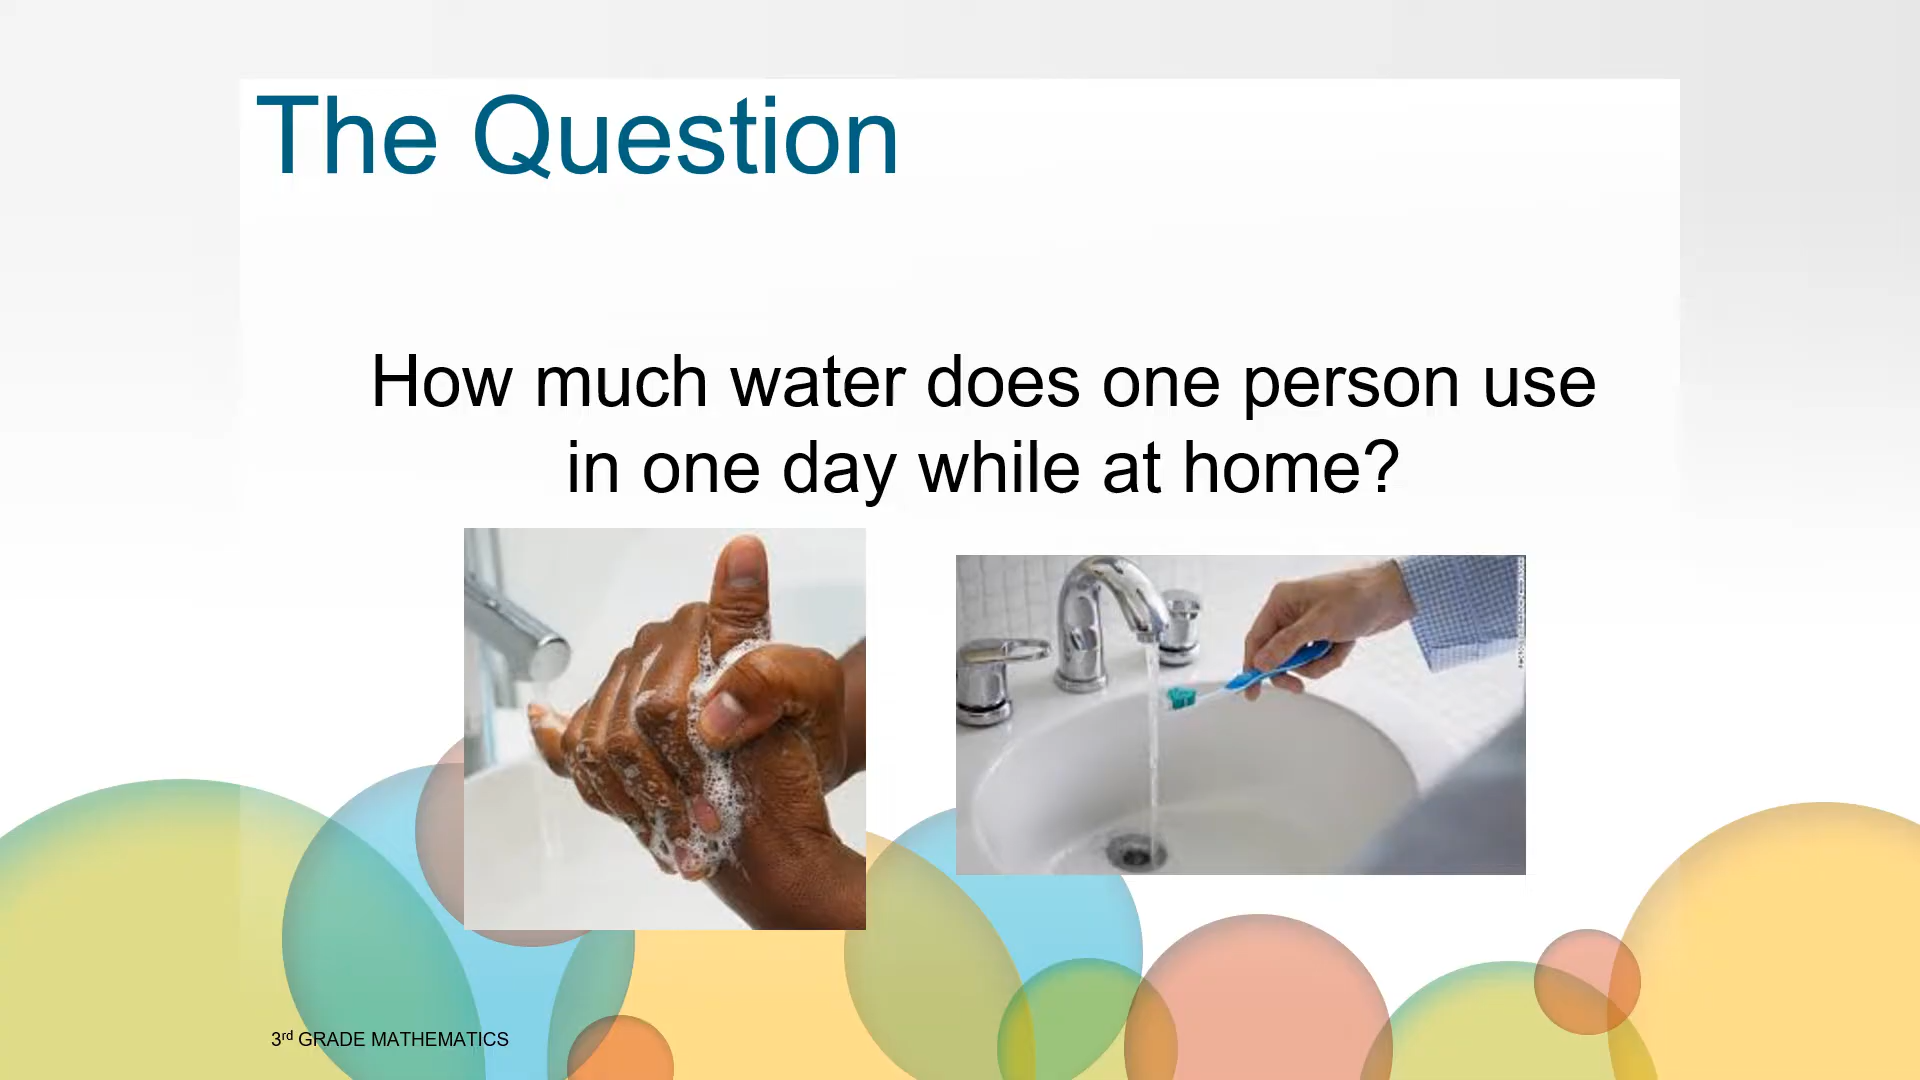 The Question
How much water does one person use
in one day while at home?
3rd GRADE MATHEMATICS